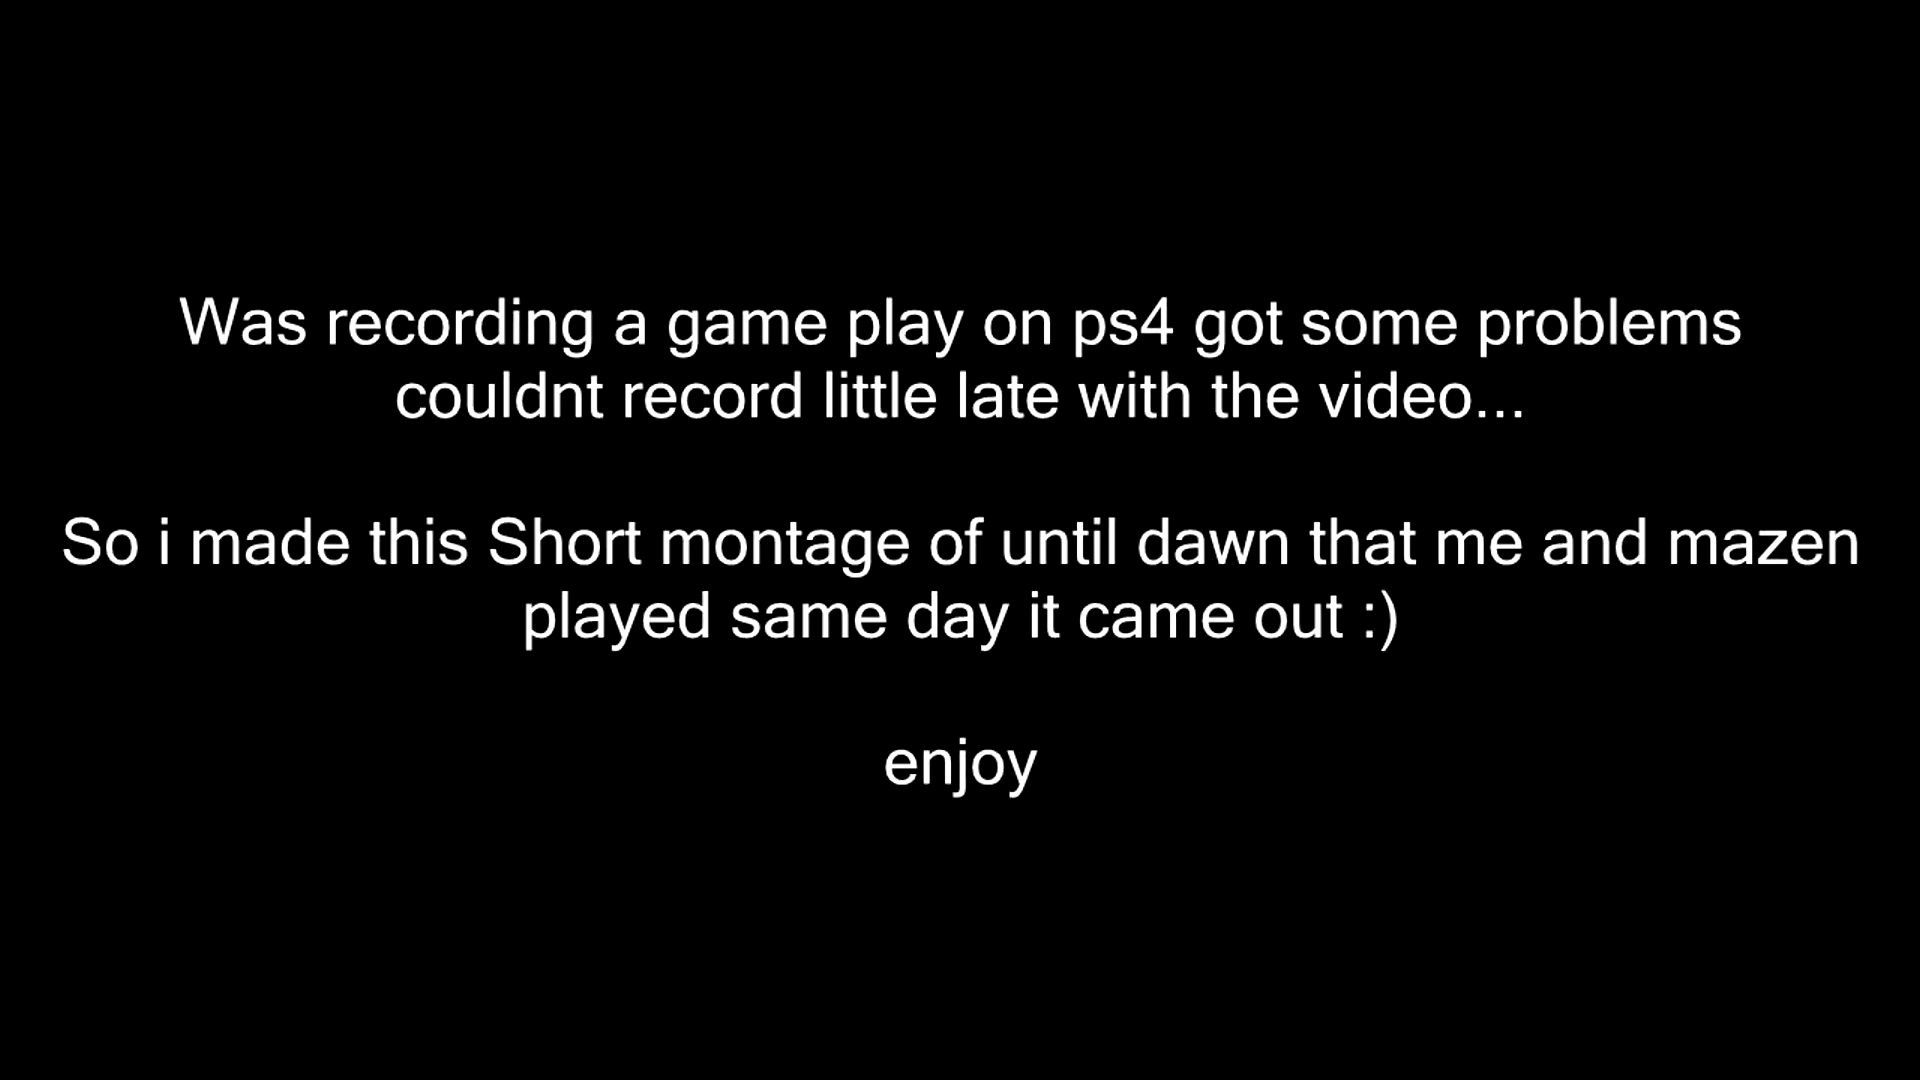 Was recording a game play on ps4 got some problems
couldnt record little late with the video...
So i made this Short montage of until dawn that me and mazen
played same day it came out :)
enjoy